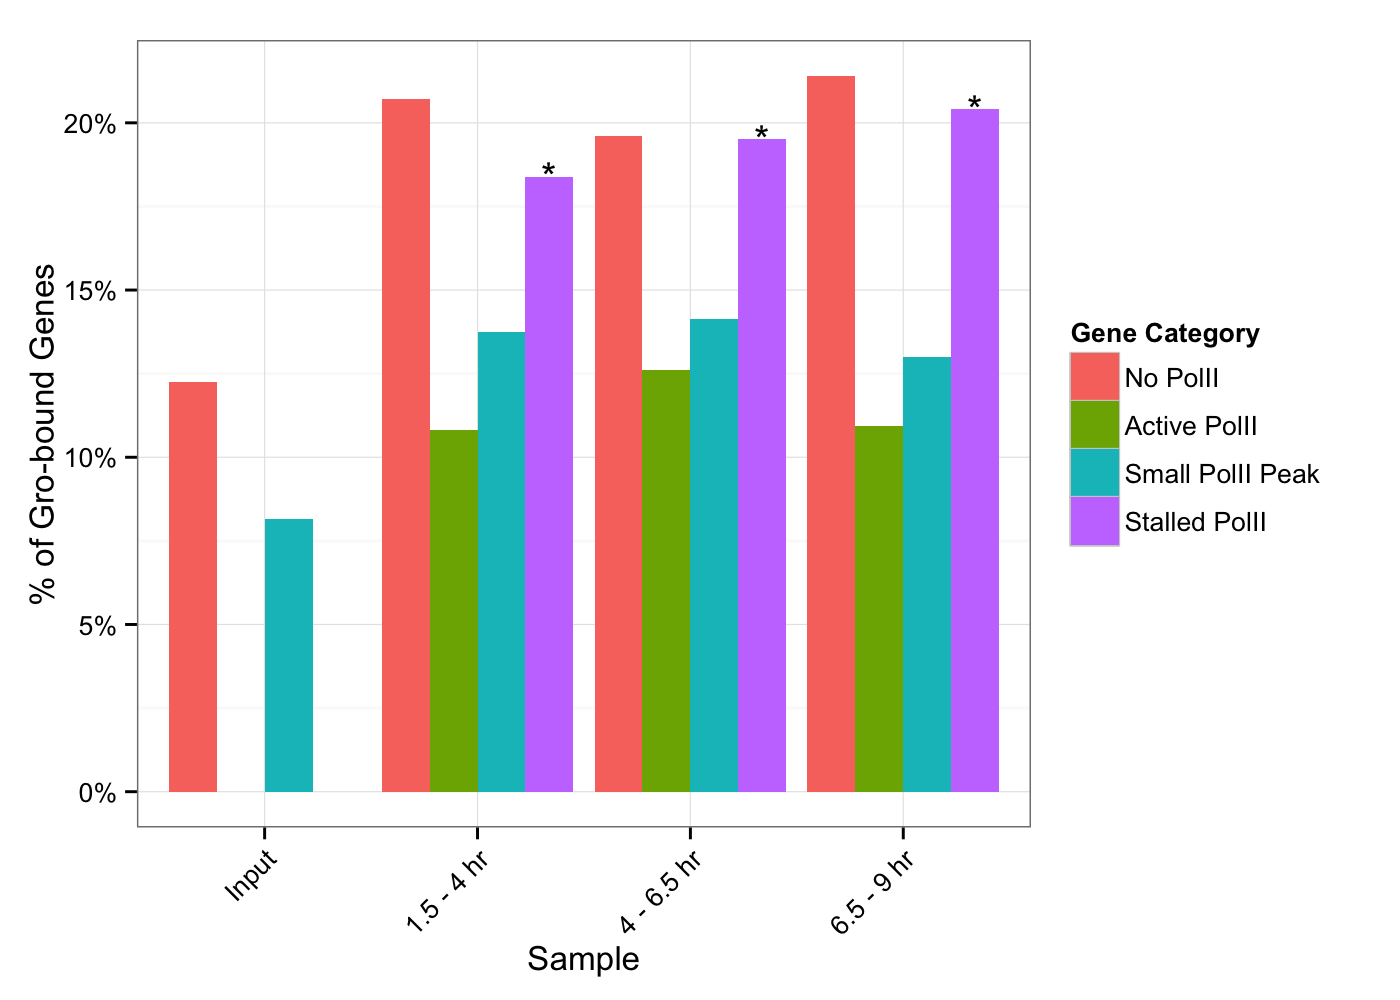 % of Gro-bound Genes
20%
15%
10%
5%
0%
*
*
*
Input
1.5 - 4 hr
4 - 6.5 hr
6.5 - 9 hr
Sample
Gene Category
No PolII
Active PolII
Small PolII Peak
Stalled PolII